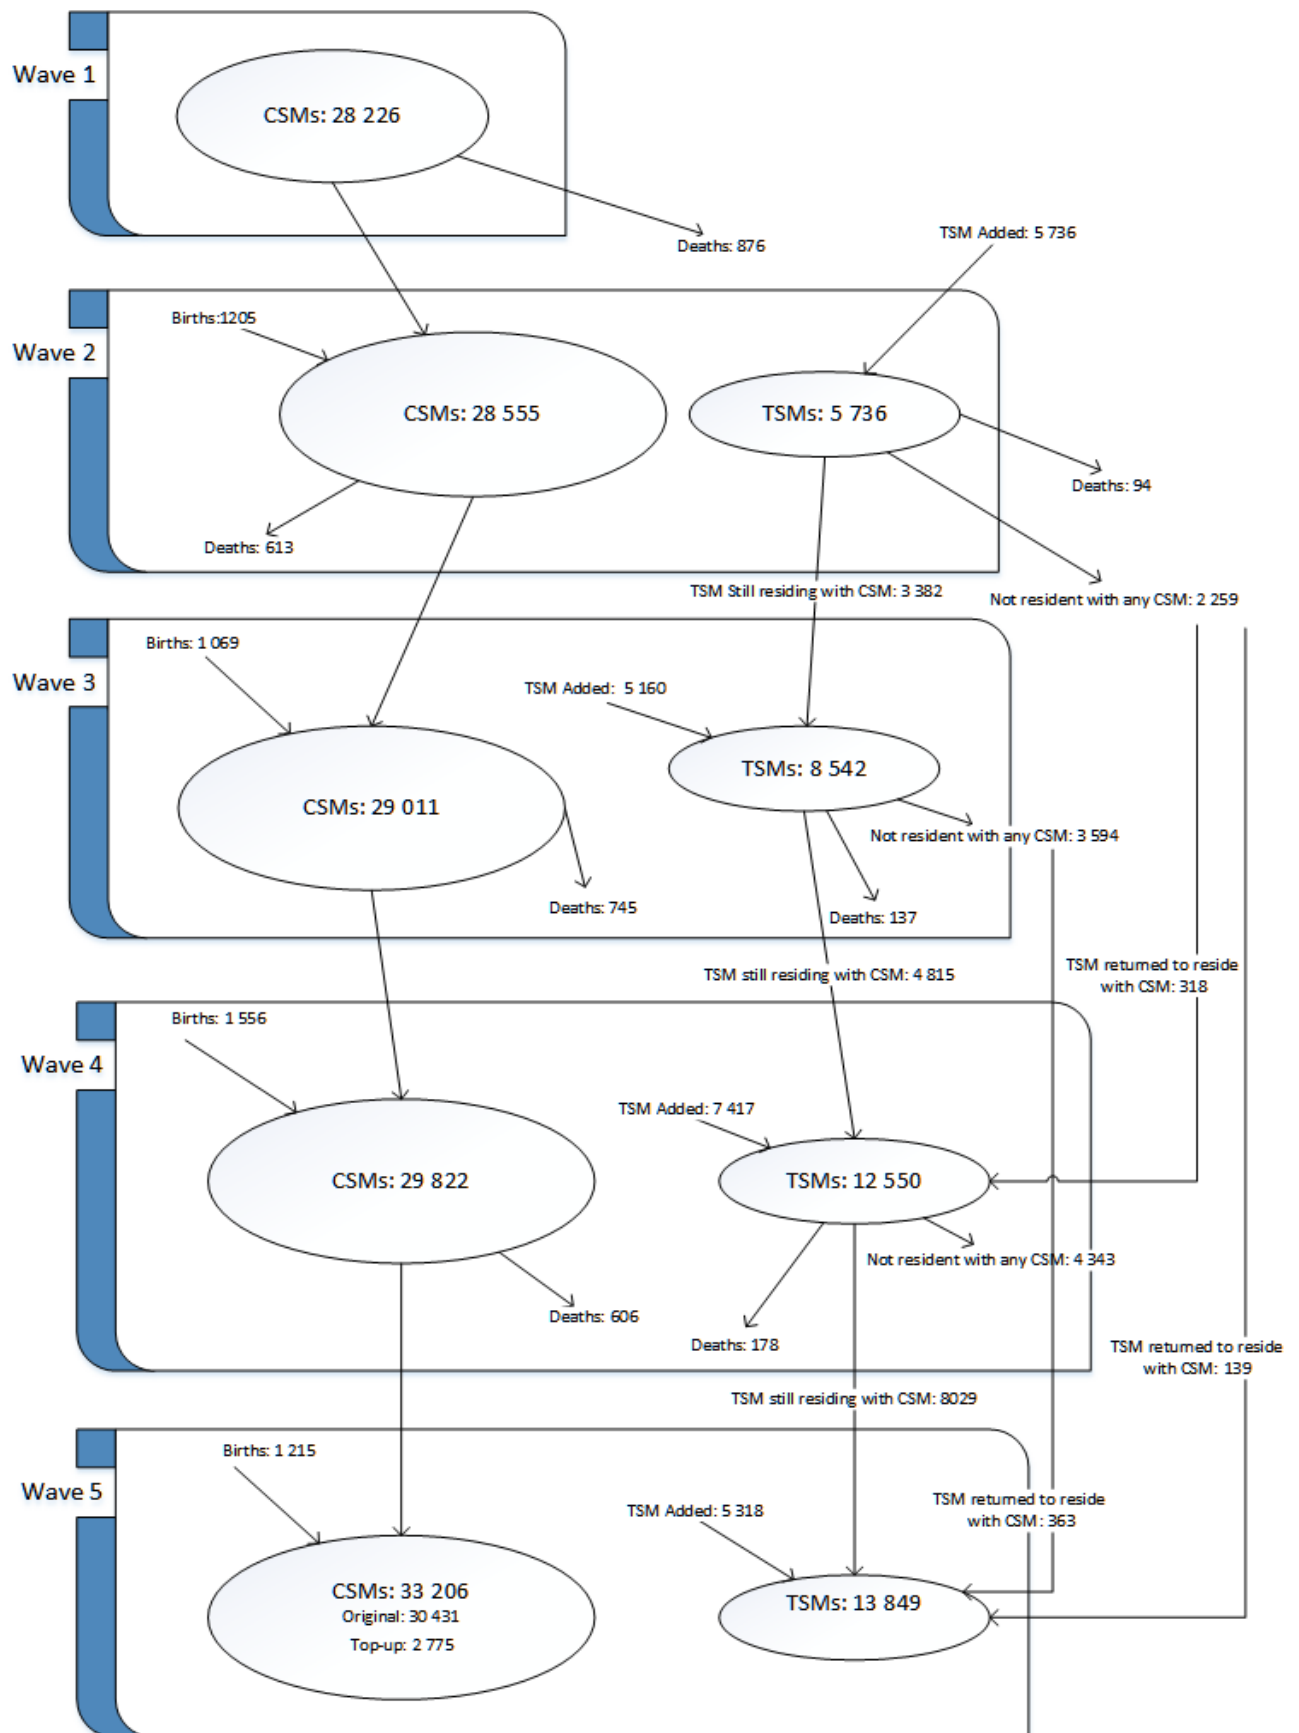 Wave 1
CSMs: 28 226
Deaths: 876
TSM Added: 5 736
Wave 2
Births:1205
CSMs: 28 555
TSMs: 5 736
Deaths: 94
Deaths: 613
TSM Still residing with CSM: 3 382
Not resident with any CSM: 2 259
Wave 3
Births: 1 069
TSM Added: 5 160
TSMs: 8 542
CSMs: 29 011
Not resident with any CSM: 3 594
Deaths: 745
Deaths: 137
TSM still residing with CSM: 4 815
TSM returned to reside
with CSM: 318
Wave 4
Births: 1 556
TSM Added: 7 417
CSMs: 29 822
TSMs: 12 550
Not resident with any CSM: 4 343
Deaths: 606
Deaths: 178
TSM returned to reside
with CSM: 139
TSM still residing with CSM: 8029
Wave 5
Births: 1 215
TSM Added: 5 318
TSM returned to reside
with CSM: 363
CSMs: 33 206
Original: 30 431
Top-up: 2 775
TSMs: 13 849